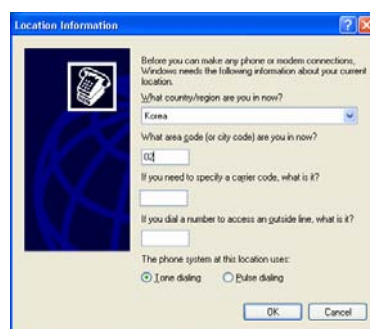 Location Information
Before you can make any phone or modem connections,
Windows needs the following information about your current
location.
What country/region are you in now?
Korea
What area code (or city code) are you in now?
02
If you need to specify a carrier code, what is it?
If you dial a number to access an outside line, what is it?
The phone system at this location uses:
Tone dialing Pulse dialing
OK Cancel